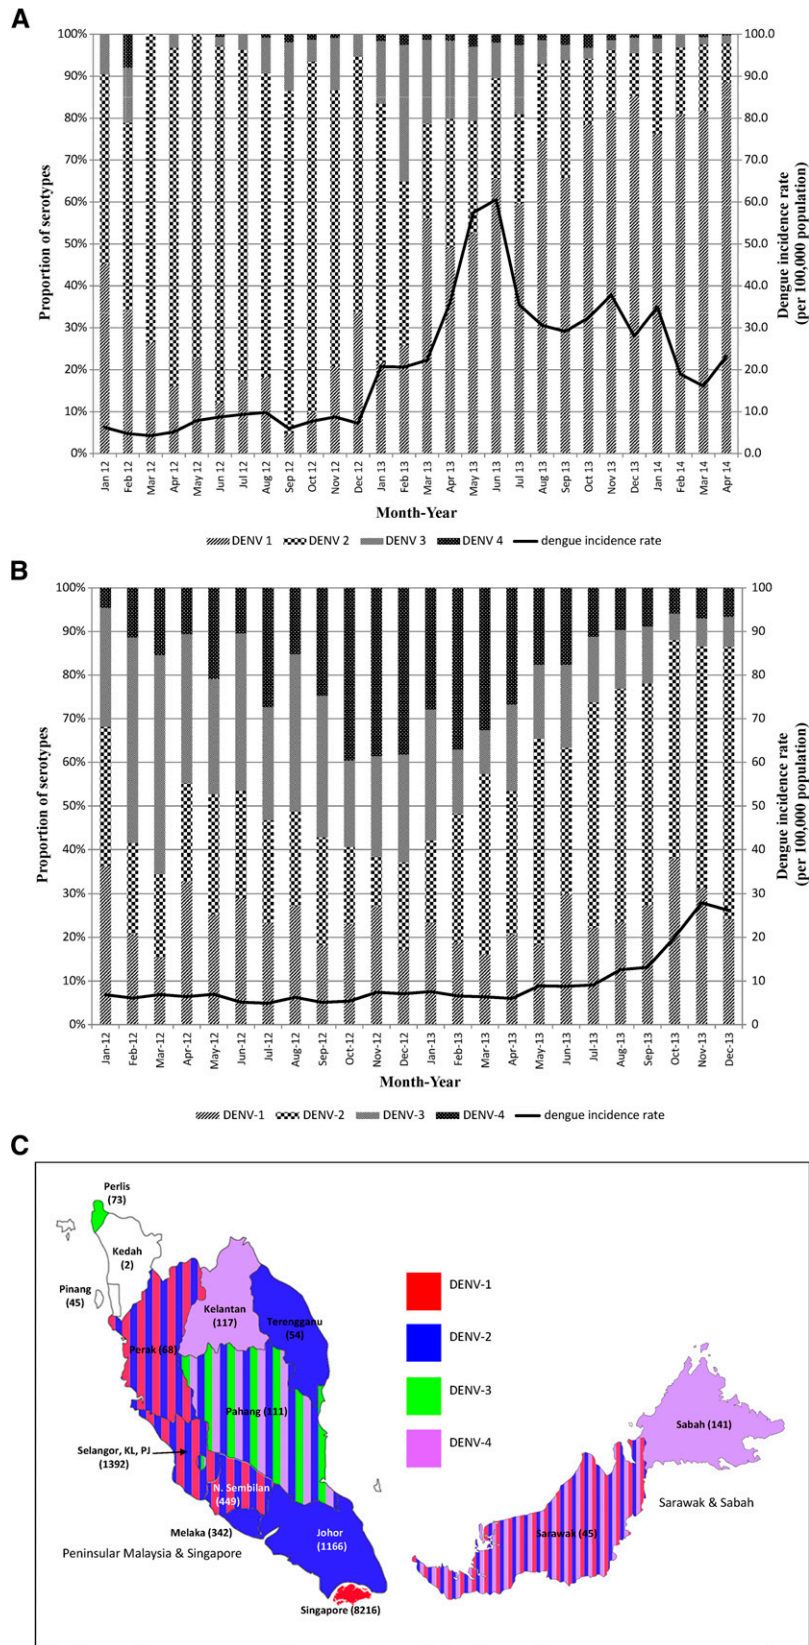 A
100%
90%
80%
70%
60%
50%
40%
30%
20%
10%
0%
Proportion of serotypes
100.0
90.0
80.0
70.0
60.0
50.0
40.0
30.0
20.0
10.0
0.0
Dengue incidence rate
(per 100,000 population)
Jan 12
Feb 12
Mar 12
Apr 12
May 12
Jun 12
Jul 12
Aug 12
Sep 12
Oct 12
Nov 12
Dec 12
Jan 13
Feb 13
Mar 13
Apr 13
May 13
Jun 13
Jul 13
Aug 13
Sep 13
Oct 13
Nov 13
Dec 13
Jan 14
Feb 14
Mar 14
Apr 14
Month-Year
DENV 1 DENV 2 DENV 3 DENV 4 dengue incidence rate
B
100%
90%
80%
70%
60%
50%
40%
30%
20%
10%
0%
Proportion of serotypes
100
90
80
70
60
50
40
30
20
10
0
Dengue incidence rate
(per 100,000 population)
Jan-12
Feb-12
Mar-12
Apr-12
May-12
Jun-12
Jul-12
Aug-12
Sep-12
Oct-12
Nov-12
Dec-12
Jan-13
Feb-13
Mar-13
Apr-13
May-13
Jun-13
Jul-13
Aug-13
Sep-13
Oct-13
Nov-13
Dec-13
Month-Year
DENV-1 DENV-2 DENV-3 DENV-4 dengue incidence rate
C
Perlis
(73)
Kedah
(2)
Pinang
(45)
Kelantan
(117)
Terengganu
(54)
Perak (68)
Pahang (111)
Selangor, KL, PJ
(1392)
N. Sembilan
(449)
Melaka (342)
Johor
(1166)
Peninsular Malaysia & Singapore
Singapore (8216)
DENV-1
DENV-2
DENV-3
DENV-4
Sabah (141)
Sarawak & Sabah
Sarawak (45)